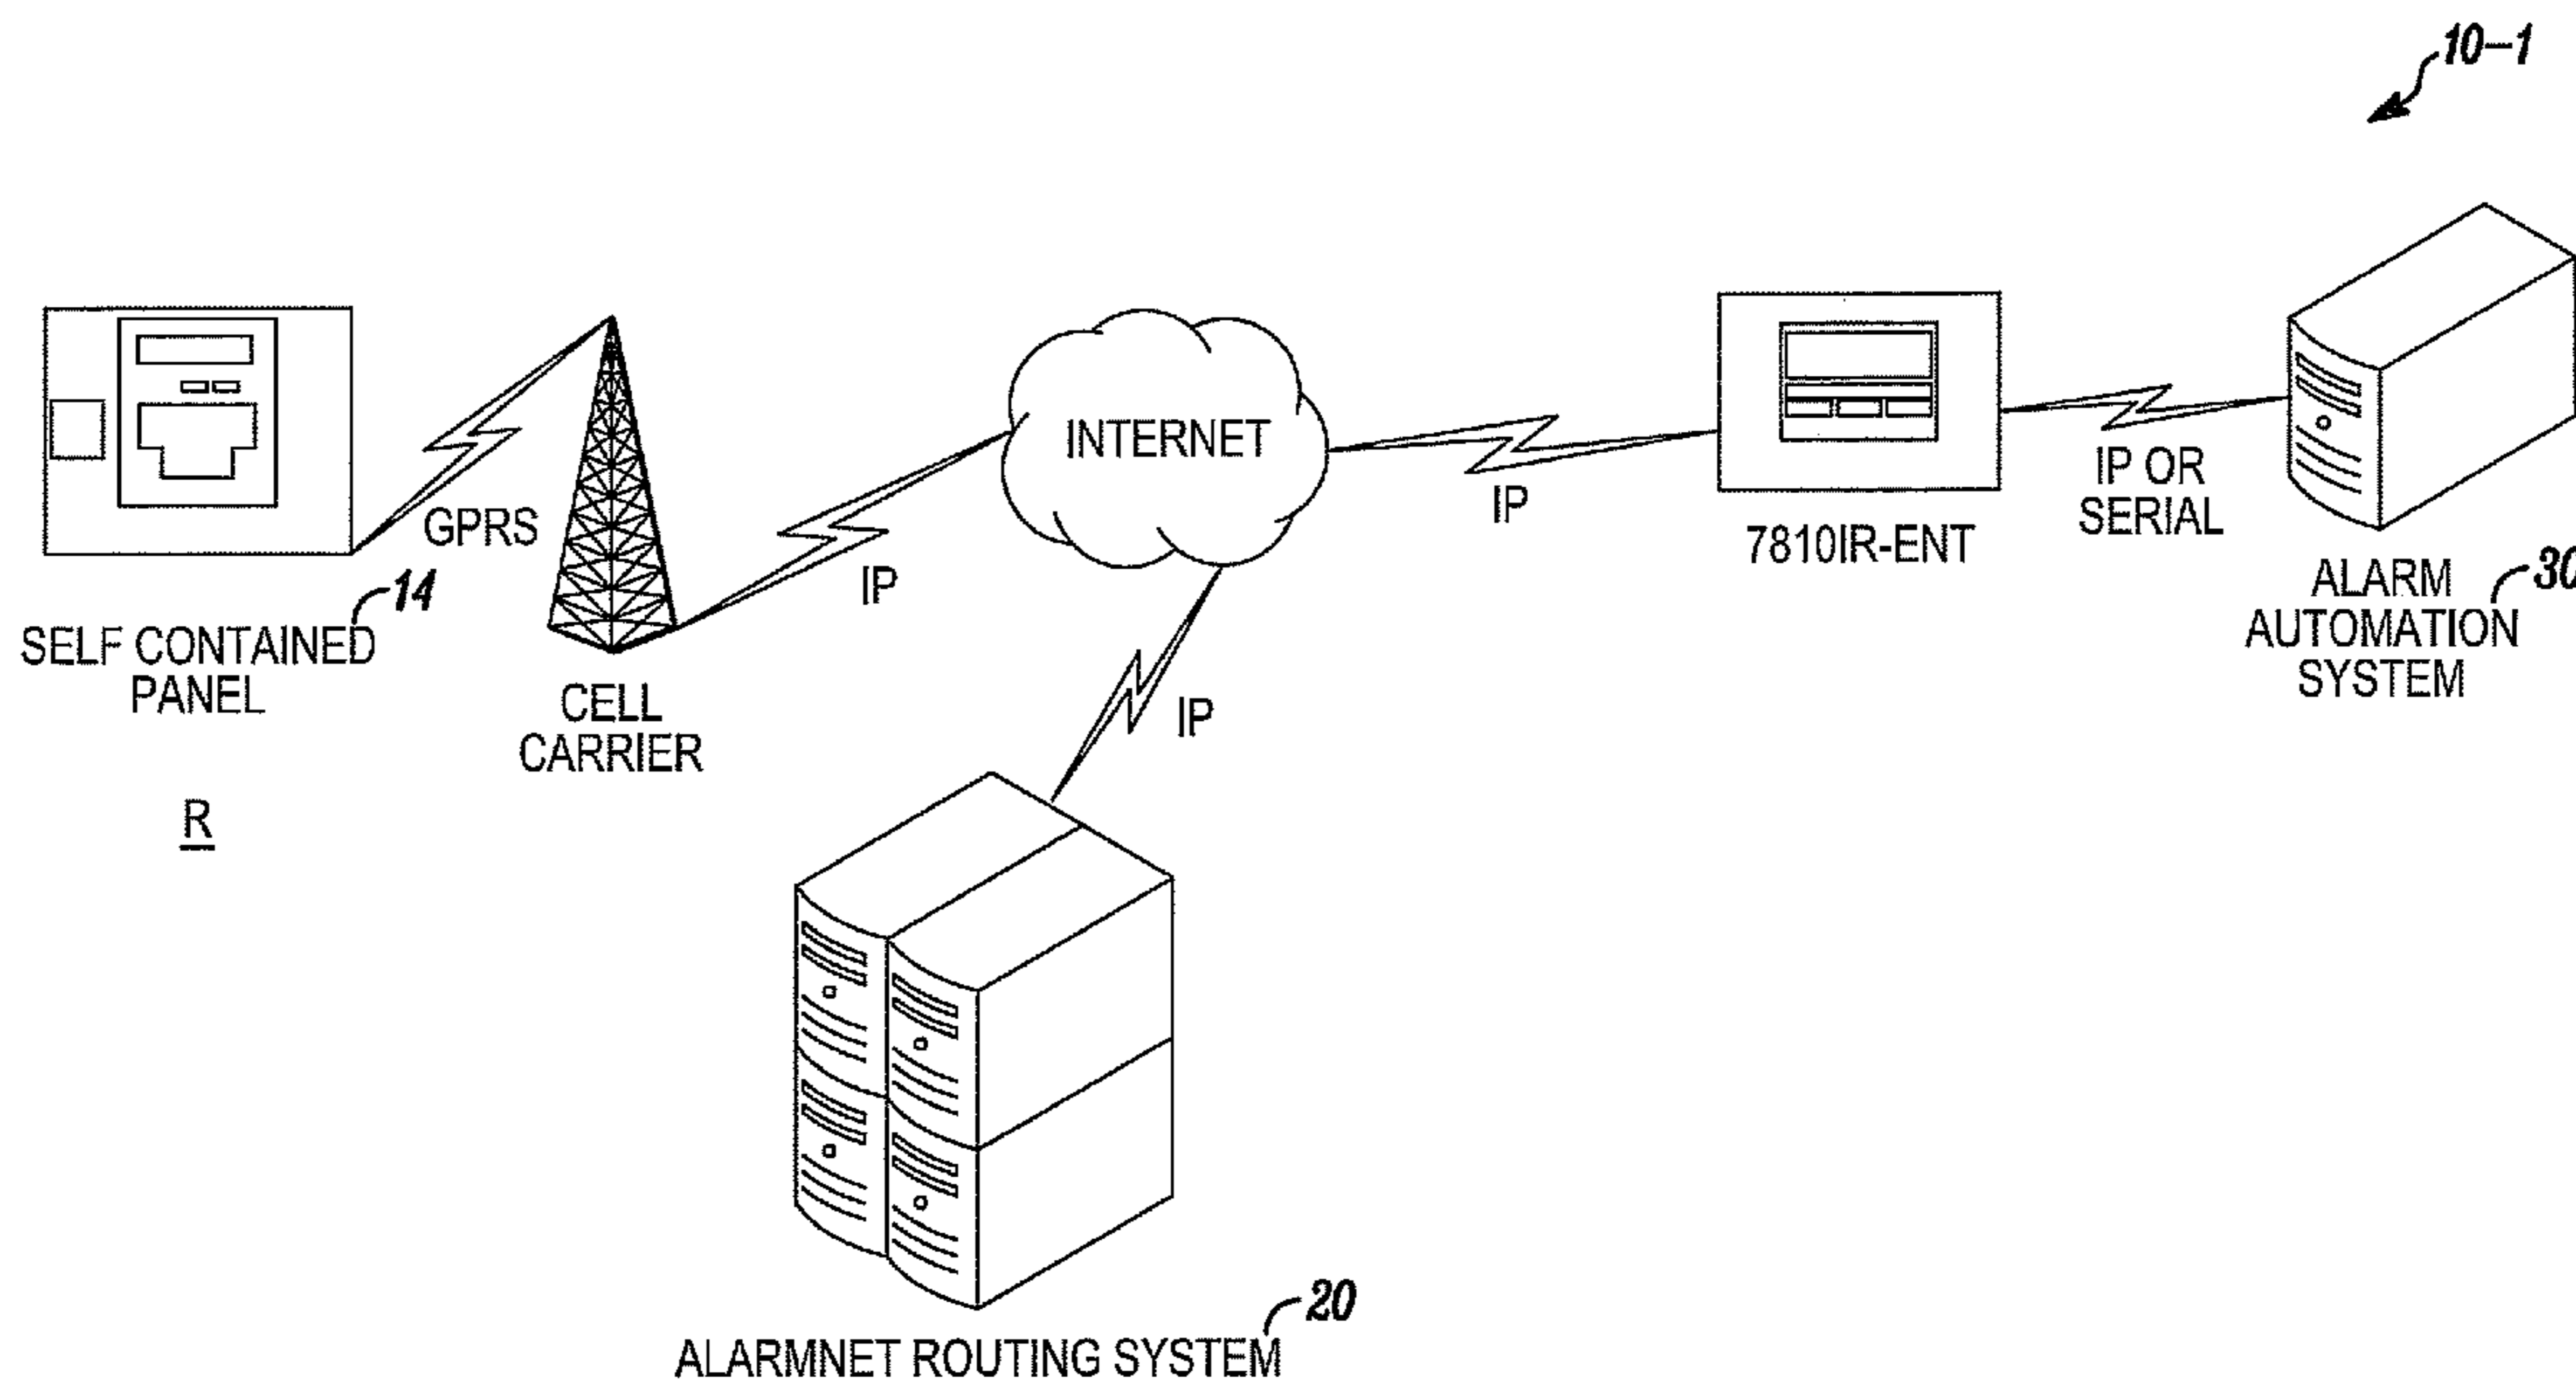 10-1
INTERNET
GPRS
IP
IP
IP
IP OR
SERIAL
7810IR-ENT
14
SELF CONTAINED
PANEL
CELL
CARRIER
R
30
ALARM
AUTOMATION
SYSTEM
20
ALARMNET ROUTING SYSTEM